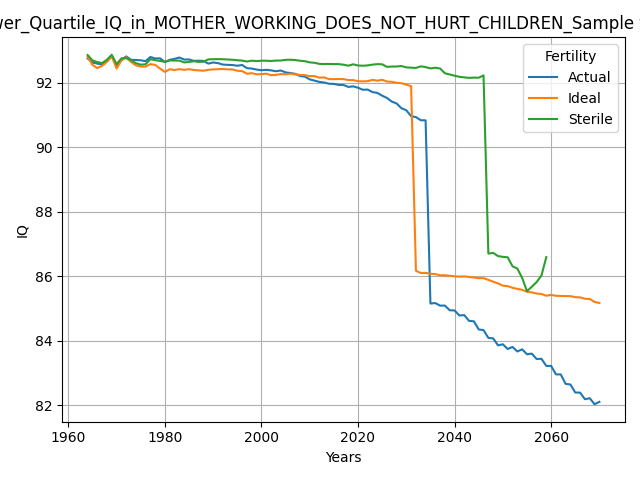 wer_Quartile_IQ_in_MOTHER_WORKING_DOES_NOT_HURT_CHILDREN_Sample
Fertility
Actual
Ideal
Sterile
IQ
92
90
88
86
84
82
1960
1980
2000
2020
2040
2060
Years